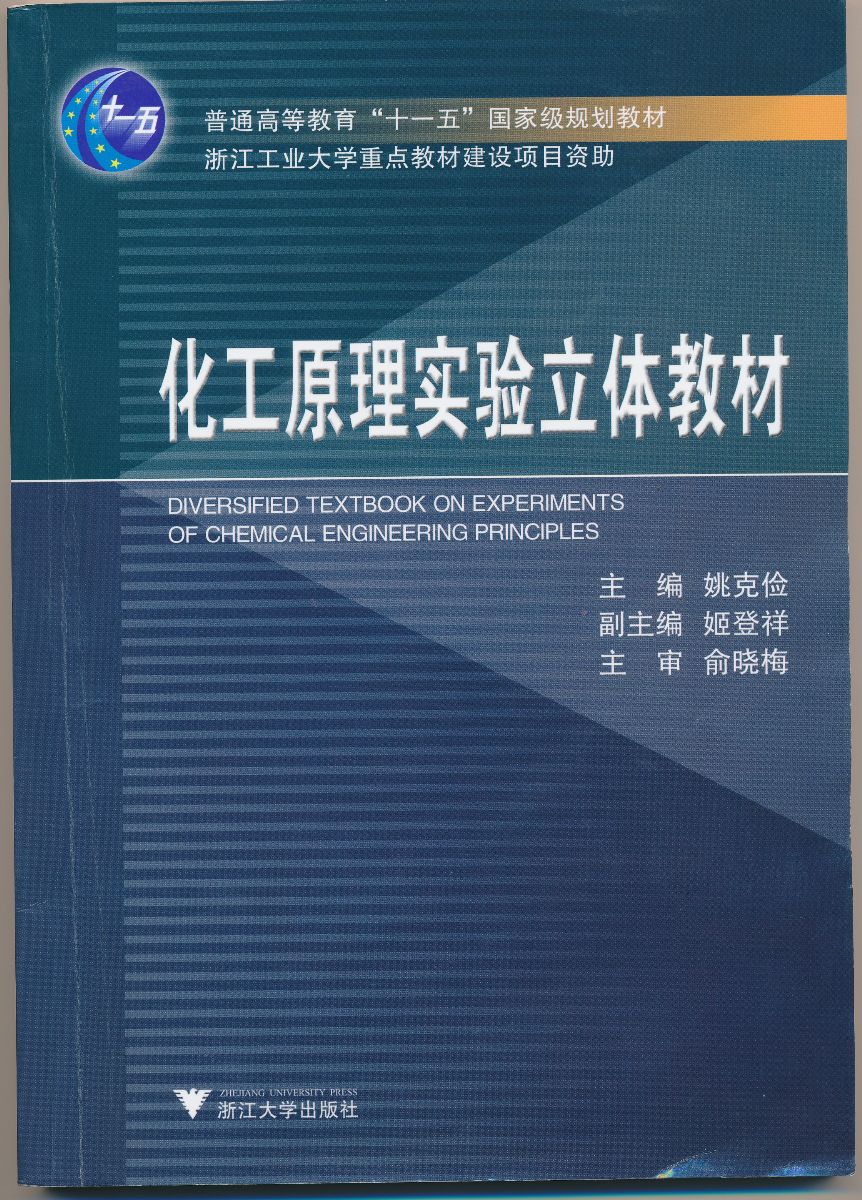 十一五
普通高等教育“十一五”国家级规划教材
浙江工业大学重点教材建设项目资助
化工原理实验立体教材
DIVERSIFIED TEXTBOOK ON EXPERIMENTS
OF CHEMICAL ENGINEERING PRINCIPLES
主 编 姚克俭
副主编 姬登祥
主 审 俞晓梅
ZHEJIANG UNIVERSITY PRESS
浙江大学出版社